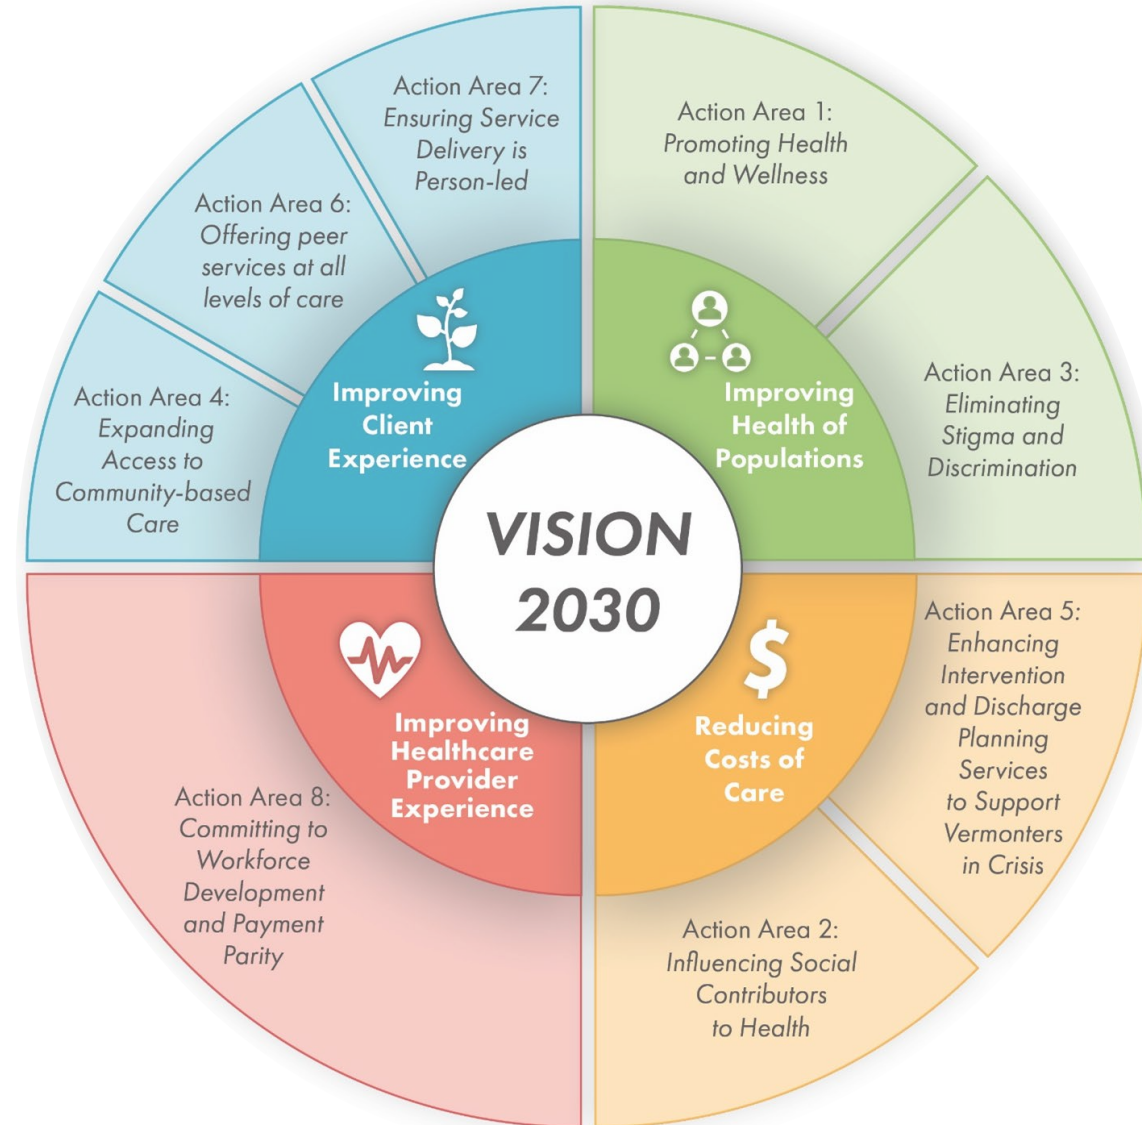 Action Area 7:
Ensuring Service
Delivery is
Person-led
Action Area 1:
Promoting Health
and Wellness
Action Area 6:
Offering peer
services at all
levels of care
Action Area 4:
Expanding
Access to
Community-based
Care
Action Area 3:
Eliminating
Stigma and
Discrimination
Improving
Client
Experience
Improving
Health of
Populations
VISION
2030
Improving
Healthcare
Provider
Experience
$
Reducing
Costs of
Care
Action Area 5:
Enhancing
Intervention
and Discharge
Planning
Services
to Support
Vermonters
in Crisis
Action Area 8:
Committing to
Workforce
Development
and Payment
Parity
Action Area 2:
Influencing Social
Contributors
to Health